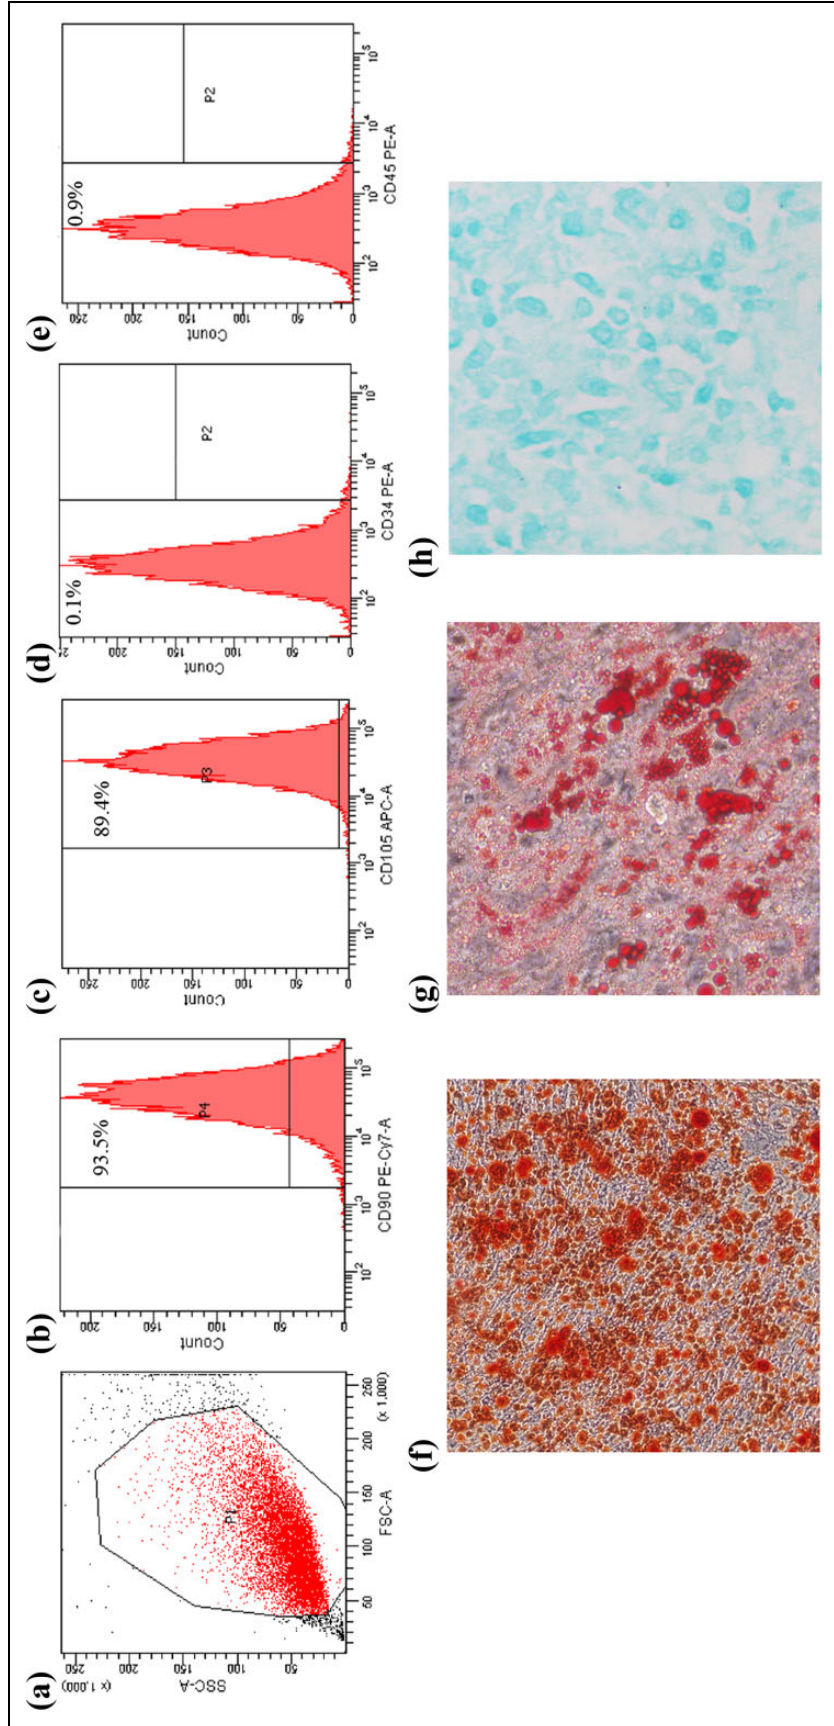 (a)
SSC-A
(x 1,000)
50
100
150
200
250
P1
50
100
150
200
250
(x 1,000)
FSC-A
(b)
93.5%
Count
0
50
100
150
200
P4
10²
10³
10⁴
10⁵
CD90 PE-Cy7-A
(c)
89.4%
Count
0
50
100
150
200
250
P3
10²
10³
10⁴
10⁵
CD105 APC-A
(d)
0.1%
Count
0
50
100
150
200
P2
10²
10³
10⁴
10⁵
CD34 PE-A
(e)
0.9%
Count
0
50
100
150
200
250
P2
10²
10³
10⁴
10⁵
CD45 PE-A
(f)
(g)
(h)